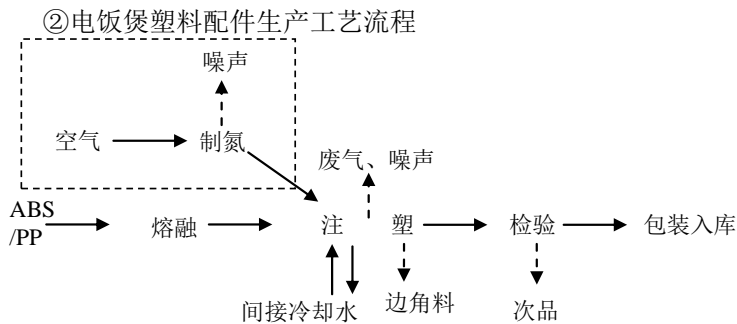 ②电饭煲塑料配件生产工艺流程
噪声
空气 制氮
废气、噪声
ABS
/PP 熔融 注 塑 检验 包装入库
间接冷却水 边角料 次品